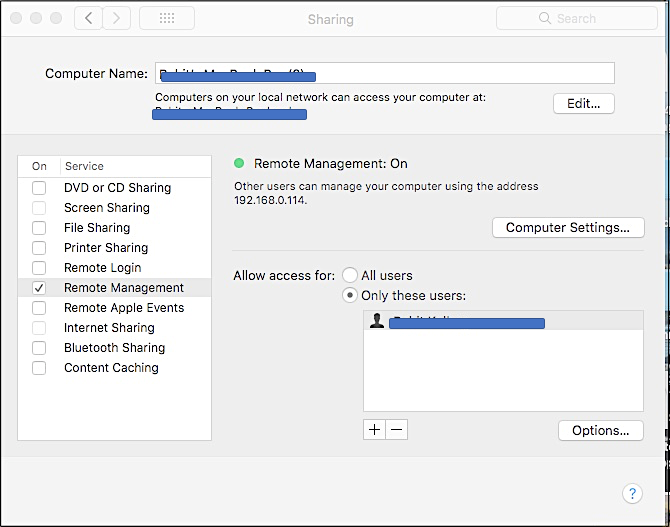 Sharing
Search
Computer Name:
Computers on your local network can access your computer at:
Edit...
On Service
DVD or CD Sharing
Screen Sharing
File Sharing
Printer Sharing
Remote Login
Remote Management
Remote Apple Events
Internet Sharing
Bluetooth Sharing
Content Caching
Remote Management: On
Other users can manage your computer using the address
192.168.0.114.
Computer Settings...
Allow access for: All users
Only these users:
+ −
Options...
?